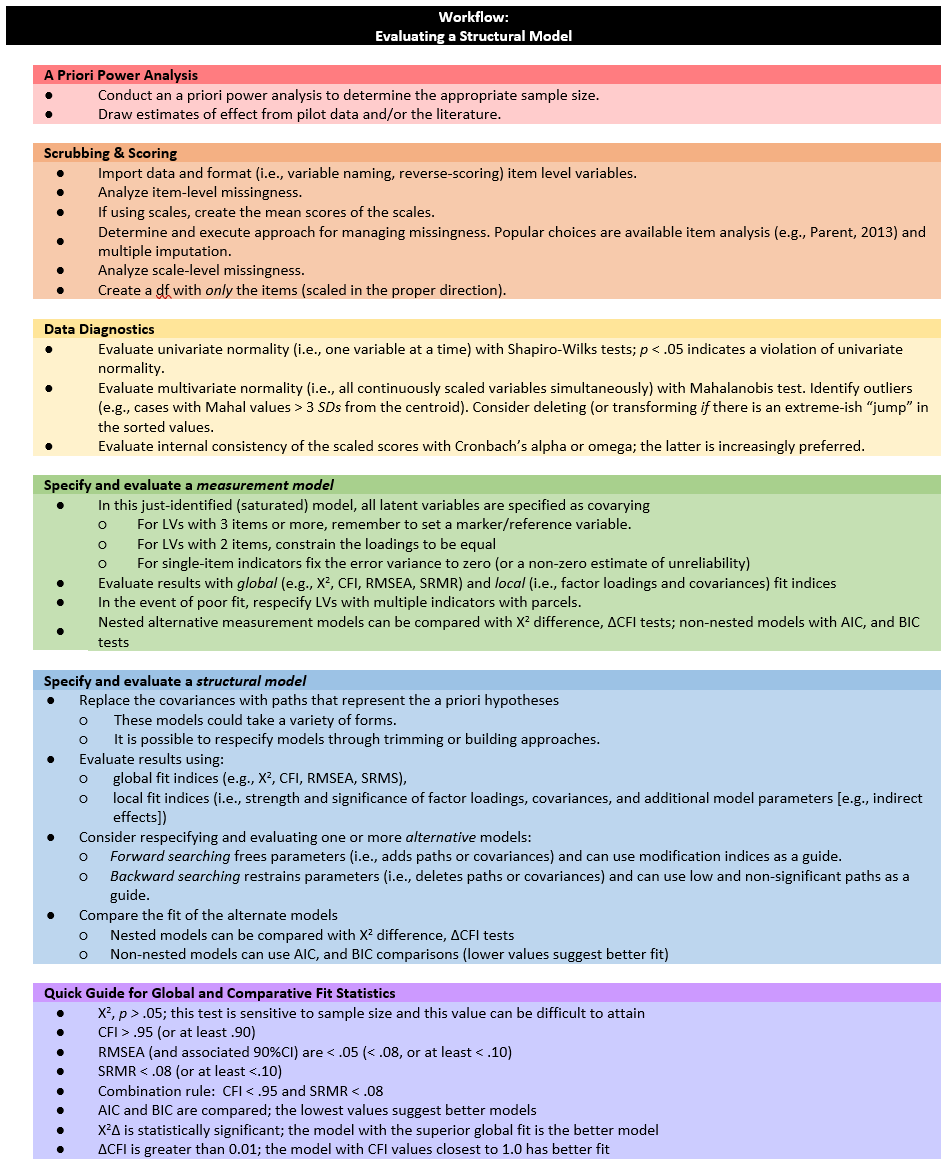 Workflow:
Evaluating a Structural Model
A Priori Power Analysis
● Conduct an a priori power analysis to determine the appropriate sample size.
● Draw estimates of effect from pilot data and/or the literature.
Scrubbing & Scoring
● Import data and format (i.e., variable naming, reverse-scoring) item level variables.
● Analyze item-level missingness.
● If using scales, create the mean scores of the scales.
● Determine and execute approach for managing missingness. Popular choices are available item analysis (e.g., Parent, 2013) and
multiple imputation.
● Analyze scale-level missingness.
● Create a df with only the items (scaled in the proper direction).
Data Diagnostics
● Evaluate univariate normality (i.e., one variable at a time) with Shapiro-Wilks tests; p < .05 indicates a violation of univariate
normality.
● Evaluate multivariate normality (i.e., all continuously scaled variables simultaneously) with Mahalanobis test. Identify outliers
(e.g., cases with Mahal values > 3 SDs from the centroid). Consider deleting (or transforming if there is an extreme-ish “jump” in
the sorted values.
● Evaluate internal consistency of the scaled scores with Cronbach’s alpha or omega; the latter is increasingly preferred.
Specify and evaluate a measurement model
● In this just-identified (saturated) model, all latent variables are specified as covarying
o For LVs with 3 items or more, remember to set a marker/reference variable.
o For LVs with 2 items, constrain the loadings to be equal
o For single-item indicators fix the error variance to zero (or a non-zero estimate of unreliability)
● Evaluate results with global (e.g., X², CFI, RMSEA, SRMR) and local (i.e., factor loadings and covariances) fit indices
● In the event of poor fit, respecify LVs with multiple indicators with parcels.
● Nested alternative measurement models can be compared with X² difference, ΔCFI tests; non-nested models with AIC, and BIC
tests
Specify and evaluate a structural model
● Replace the covariances with paths that represent the a priori hypotheses
o These models could take a variety of forms.
o It is possible to respecify models through trimming or building approaches.
● Evaluate results using:
o global fit indices (e.g., X², CFI, RMSEA, SRMS),
o local fit indices (i.e., strength and significance of factor loadings, covariances, and additional model parameters [e.g., indirect
effects])
● Consider respecifying and evaluating one or more alternative models:
o Forward searching frees parameters (i.e., adds paths or covariances) and can use modification indices as a guide.
o Backward searching restrains parameters (i.e., deletes paths or covariances) and can use low and non-significant paths as a
guide.
● Compare the fit of the alternate models
o Nested models can be compared with X² difference, ΔCFI tests
o Non-nested models can use AIC, and BIC comparisons (lower values suggest better fit)
Quick Guide for Global and Comparative Fit Statistics
● X², p > .05; this test is sensitive to sample size and this value can be difficult to attain
● CFI > .95 (or at least .90)
● RMSEA (and associated 90%CI) are < .05 (< .08, or at least < .10)
● SRMR < .08 (or at least <.10)
● Combination rule: CFI < .95 and SRMR < .08
● AIC and BIC are compared; the lowest values suggest better models
● X²Δ is statistically significant; the model with the superior global fit is the better model
● ΔCFI is greater than 0.01; the model with CFI values closest to 1.0 has better fit